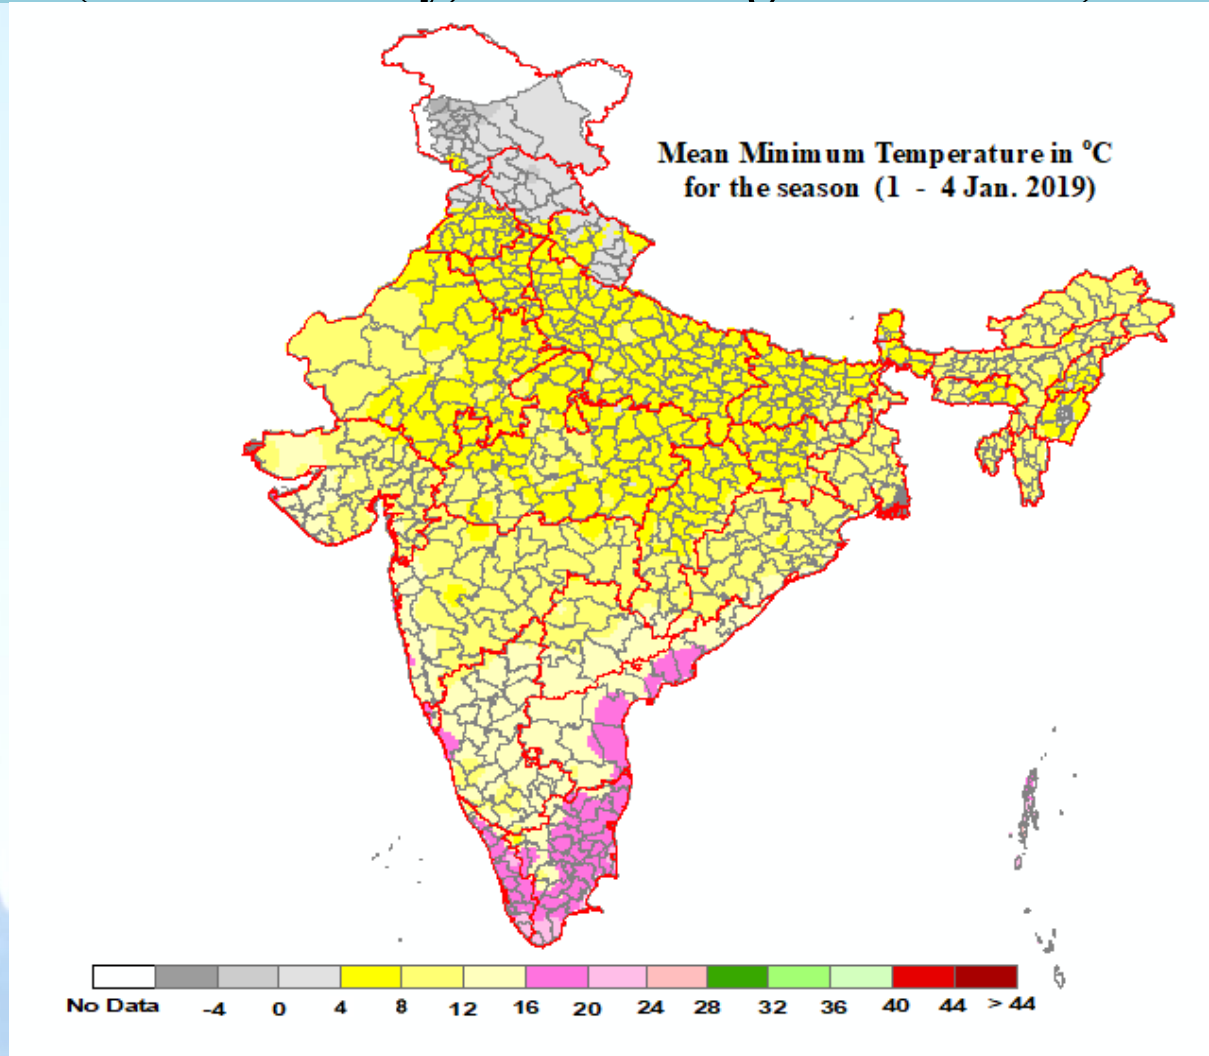 Mean Minimum Temperature in °C
for the season (1 - 4 Jan. 2019)
No Data -4 0 4 8 12 16 20 24 28 32 36 40 44 > 44